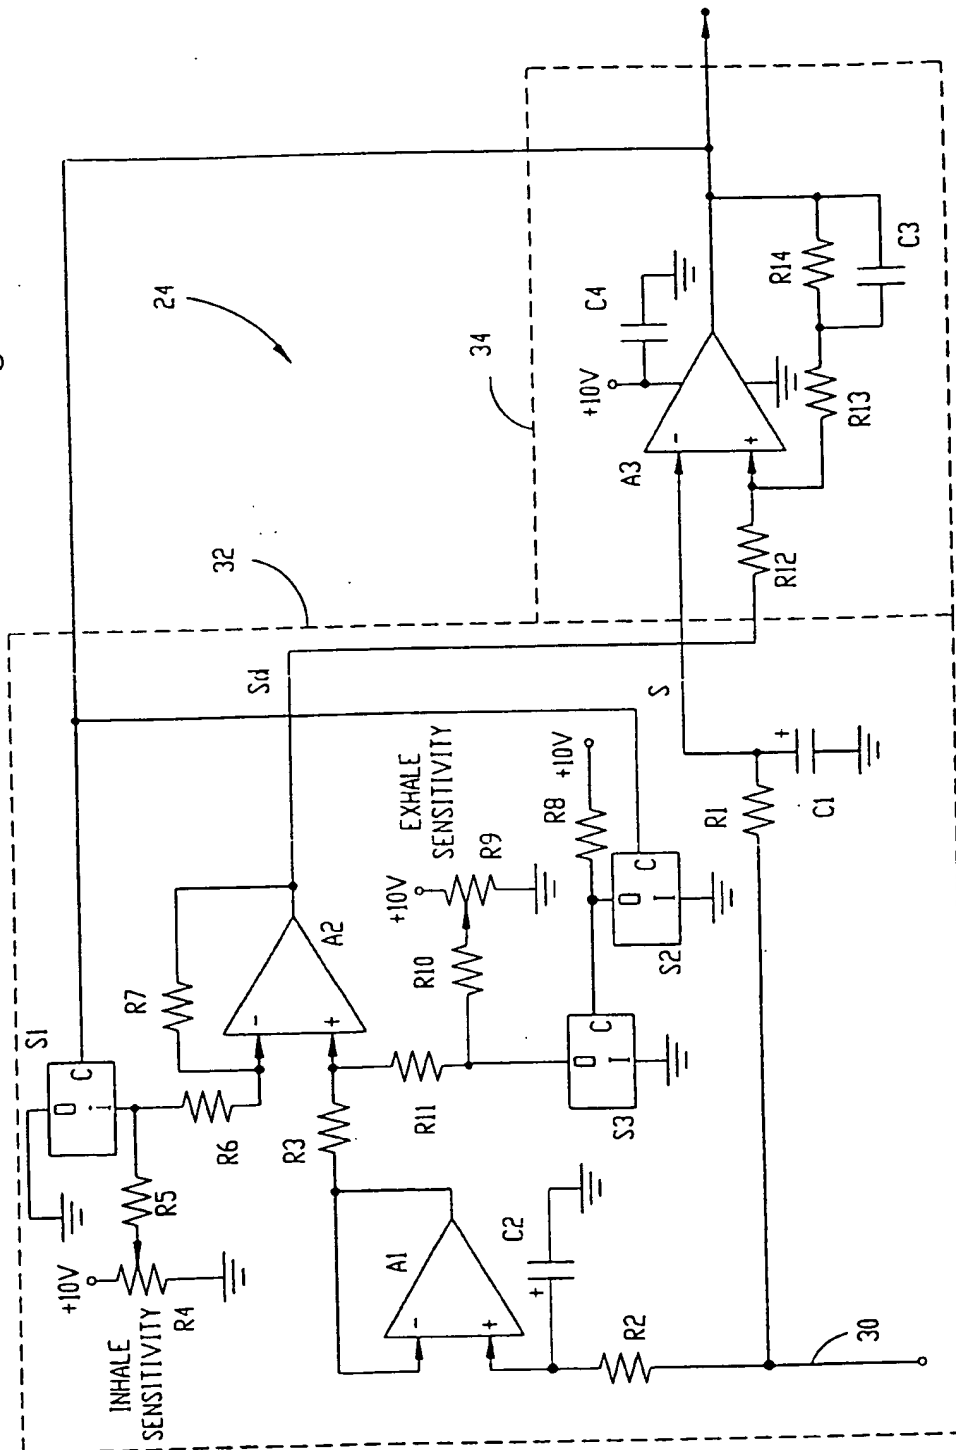 24
+10V
INHALE
SENSITIVITY
R4
R5
S1
O
I
C
R6
R7
-
+
A2
Sd
32
R3
A1
-
+
C2
+
R2
30
R11
R10
+10V
EXHALE
SENSITIVITY
R9
S3
O
I
C
R8
+10V
S2
O
I
C
S
R1
C1
+
34
+10V
C4
A3
-
+
R12
R13
R14
C3